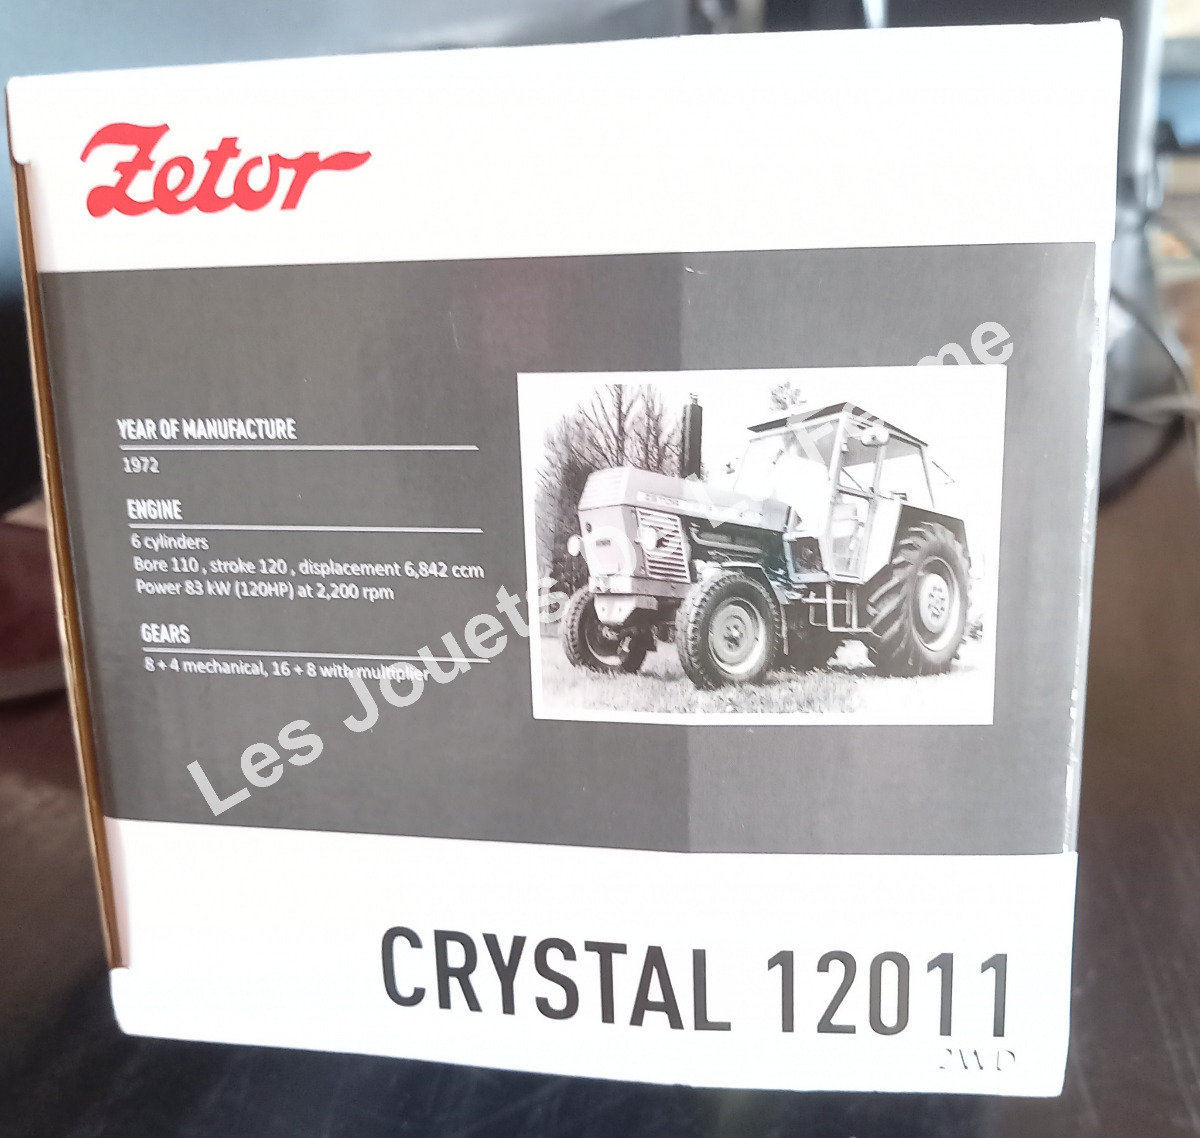 Zetor
YEAR OF MANUFACTURE
1972
ENGINE
6 cylinders
Bore 110 , stroke 120 , displacement 6,842 ccm
Power 83 kW (120HP) at 2,200 rpm
GEARS
8 + 4 mechanical, 16 + 8 with multiplier
Les Jouets
CRYSTAL 12011
2WD